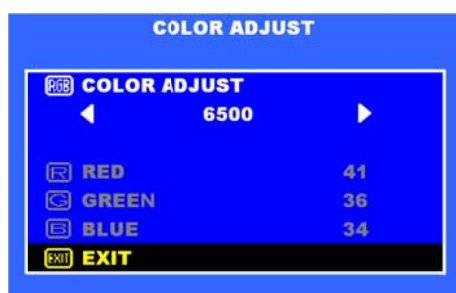 COLOR ADJUST
RGB COLOR ADJUST
6500
R RED 41
G GREEN 36
B BLUE 34
EXIT EXIT